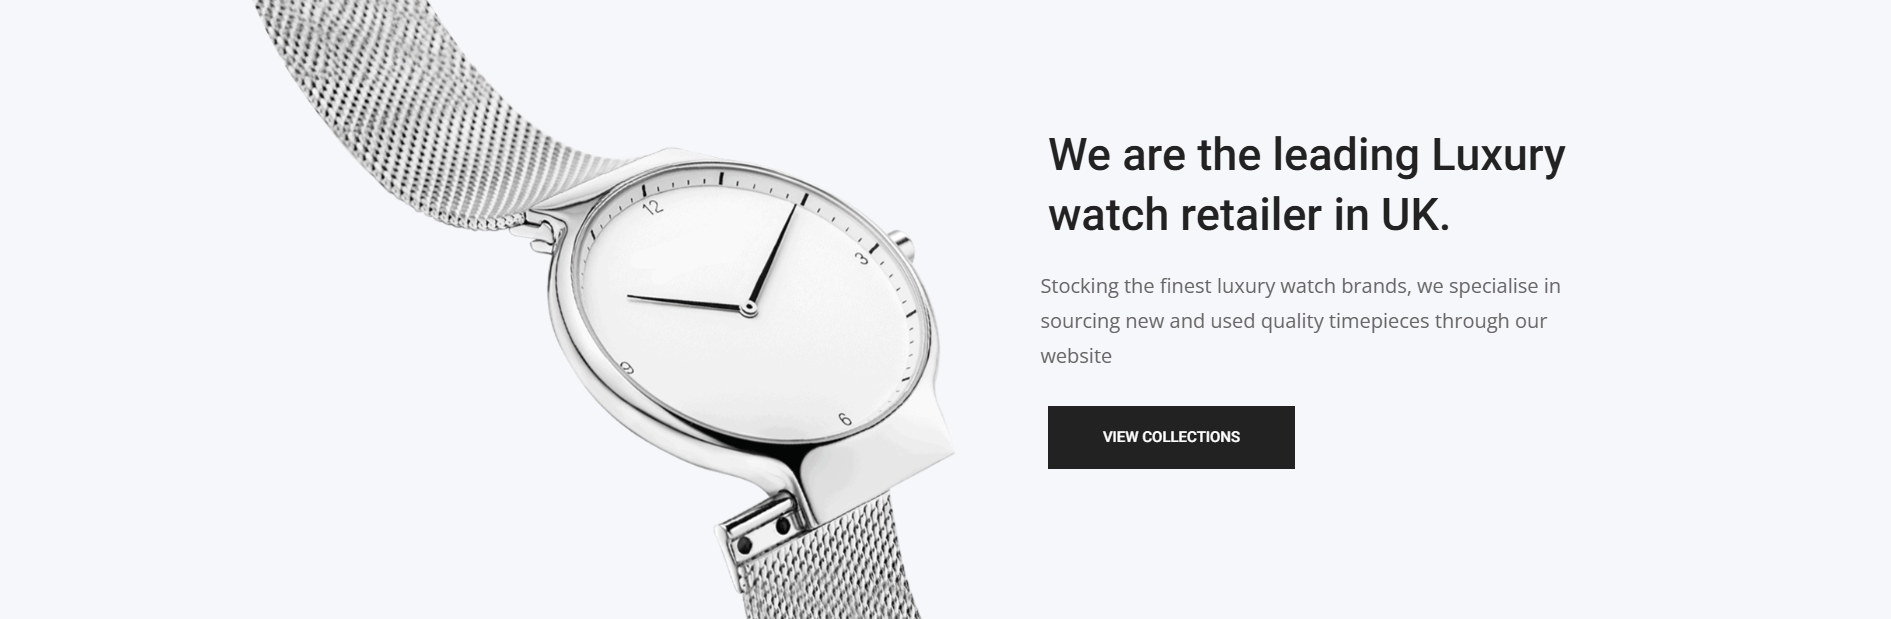 12
3
9
6
We are the leading Luxury
watch retailer in UK.
Stocking the finest luxury watch brands, we specialise in
sourcing new and used quality timepieces through our
website
VIEW COLLECTIONS